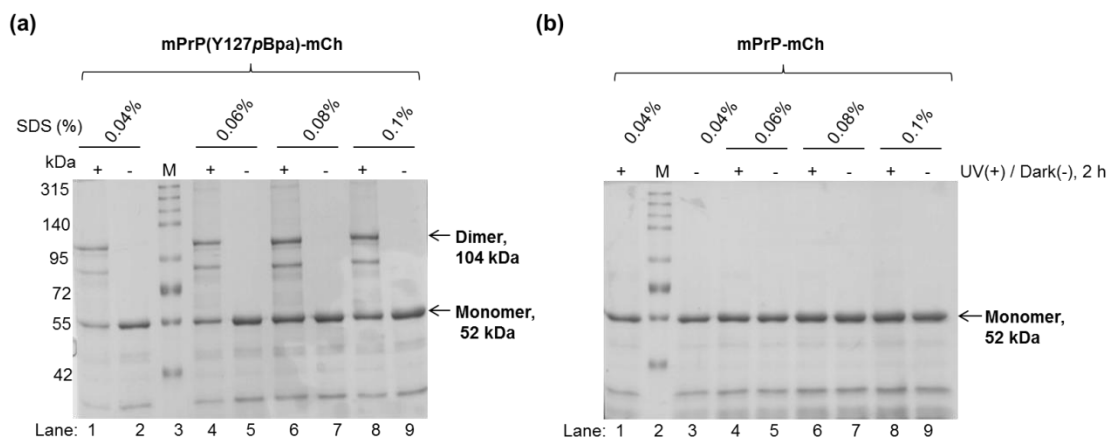 (a)
mPrP(Y127pBpa)-mCh
SDS (%) 0.04% 0.06% 0.08% 0.1%
kDa + - M + - + - + -
315
140
95
72
55
42
Dimer,
104 kDa
Monomer,
52 kDa
Lane: 1 2 3 4 5 6 7 8 9
(b)
mPrP-mCh
0.04% 0.04% 0.06% 0.08% 0.1%
+ M - + - + - + - UV(+) / Dark(-), 2 h
Monomer,
52 kDa
Lane: 1 2 3 4 5 6 7 8 9